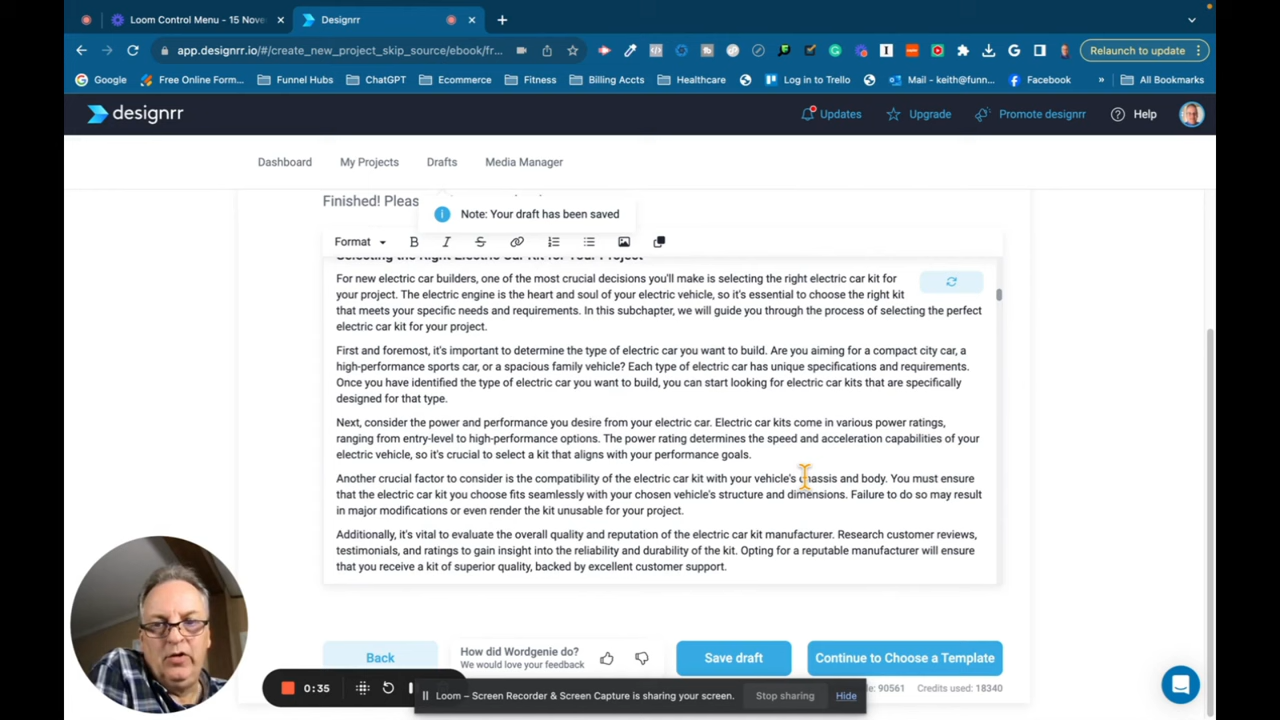 Loom Control Menu - 15 Nove
Designrr
app.designrr.io/#/create_new_project_skip_source/ebook/fr...
Relaunch to update
Google
Free Online Form...
Funnel Hubs
ChatGPT
Ecommerce
Fitness
Billing Accts
Healthcare
Log in to Trello
Mail - keith@funn...
Facebook
»
All Bookmarks
designrr
Updates
Upgrade
Promote designrr
Help
Dashboard
My Projects
Drafts
Media Manager
Finished! Pleas
Note: Your draft has been saved
Format
B
I
S
Selecting the Right Electric Car Kit for Your Project
For new electric car builders, one of the most crucial decisions you'll make is selecting the right electric car kit for
your project. The electric engine is the heart and soul of your electric vehicle, so it's essential to choose the right kit
that meets your specific needs and requirements. In this subchapter, we will guide you through the process of selecting the perfect
electric car kit for your project.
First and foremost, it's important to determine the type of electric car you want to build. Are you aiming for a compact city car, a
high-performance sports car, or a spacious family vehicle? Each type of electric car has unique specifications and requirements.
Once you have identified the type of electric car you want to build, you can start looking for electric car kits that are specifically
designed for that type.
Next, consider the power and performance you desire from your electric car. Electric car kits come in various power ratings,
ranging from entry-level to high-performance options. The power rating determines the speed and acceleration capabilities of your
electric vehicle, so it's crucial to select a kit that aligns with your performance goals.
Another crucial factor to consider is the compatibility of the electric car kit with your vehicle's chassis and body. You must ensure
that the electric car kit you choose fits seamlessly with your chosen vehicle's structure and dimensions. Failure to do so may result
in major modifications or even render the kit unusable for your project.
Additionally, it's vital to evaluate the overall quality and reputation of the electric car kit manufacturer. Research customer reviews,
testimonials, and ratings to gain insight into the reliability and durability of the kit. Opting for a reputable manufacturer will ensure
that you receive a kit of superior quality, backed by excellent customer support.
Back
How did Wordgenie do?
We would love your feedback
Save draft
Continue to Choose a Template
0:35
Loom – Screen Recorder & Screen Capture is sharing your screen.
Stop sharing
Hide
90561
Credits used: 18340